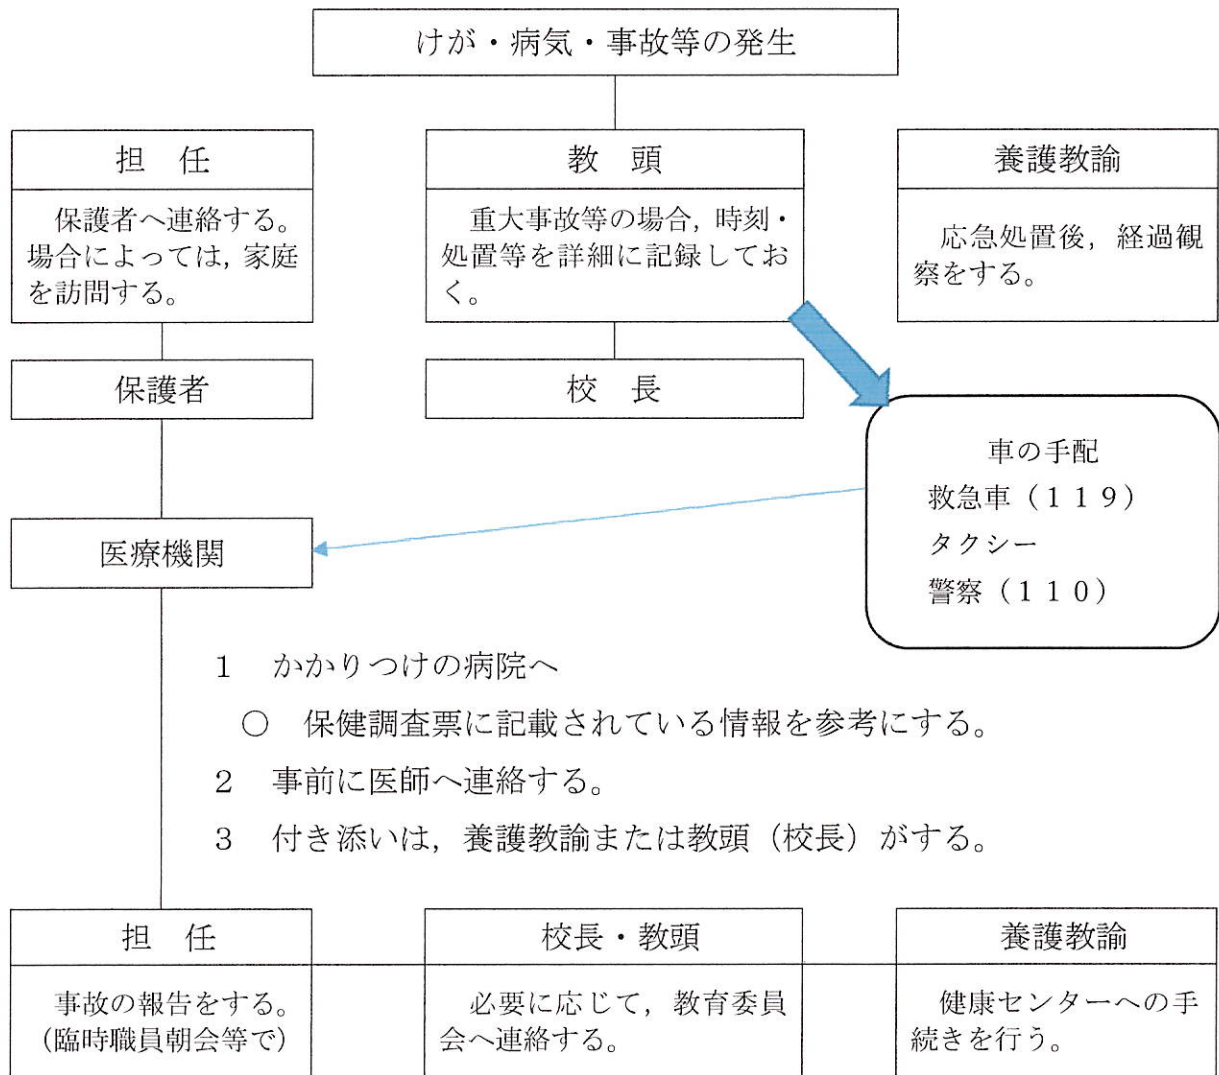 けが・病気・事故等の発生
担　任
保護者へ連絡する。
場合によっては，家庭
を訪問する。
教　頭
重大事故等の場合，時刻・
処置等を詳細に記録してお
く。
養護教諭
応急処置後，経過観
察をする。
保護者
校　長
車の手配
救急車（１１９）
タクシー
警察（１１０）
医療機関
１　かかりつけの病院へ
○　保健調査票に記載されている情報を参考にする。
２　事前に医師へ連絡する。
３　付き添いは，養護教諭または教頭（校長）がする。
担　任
事故の報告をする。
（臨時職員朝会等で）
校長・教頭
必要に応じて，教育委員
会へ連絡する。
養護教諭
健康センターへの手
続きを行う。